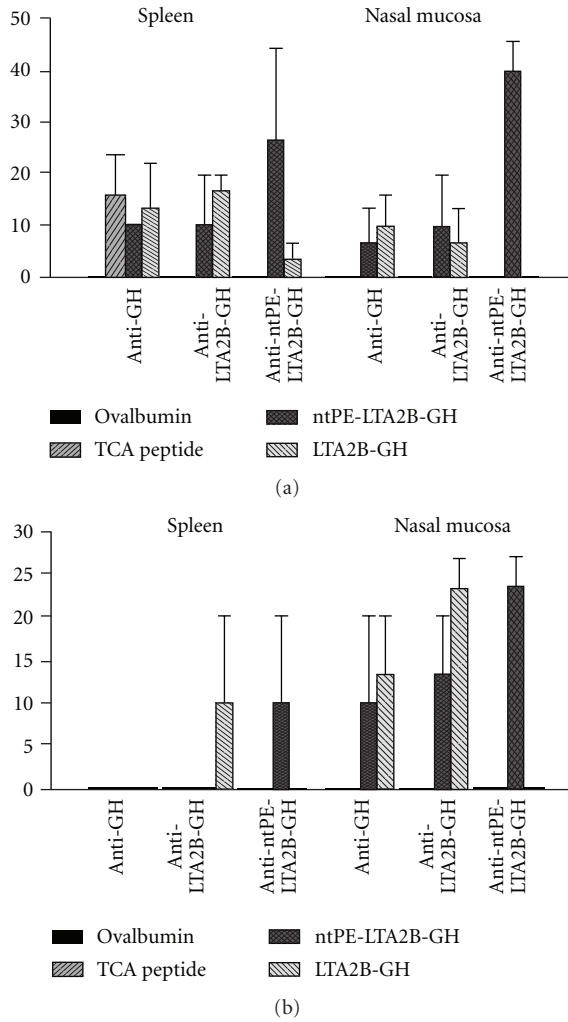 Spleen Nasal mucosa
50
40
30
20
10
0
Anti-GH
Anti-
LTA2B-GH
Anti-ntPE-
LTA2B-GH
Anti-GH
Anti-
LTA2B-GH
Anti-ntPE-
LTA2B-GH
Ovalbumin ntPE-LTA2B-GH
TCA peptide LTA2B-GH
(a)
Spleen Nasal mucosa
30
25
20
10
5
0
Anti-GH
Anti-
LTA2B-GH
Anti-ntPE-
LTA2B-GH
Anti-GH
Anti-
LTA2B-GH
Anti-ntPE-
LTA2B-GH
Ovalbumin ntPE-LTA2B-GH
TCA peptide LTA2B-GH
(b)